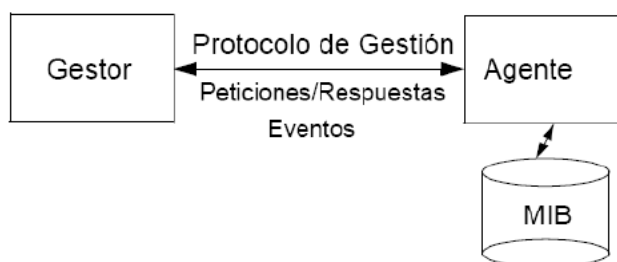 Gestor
Protocolo de Gestión
Peticiones/Respuestas
Eventos
Agente
MIB